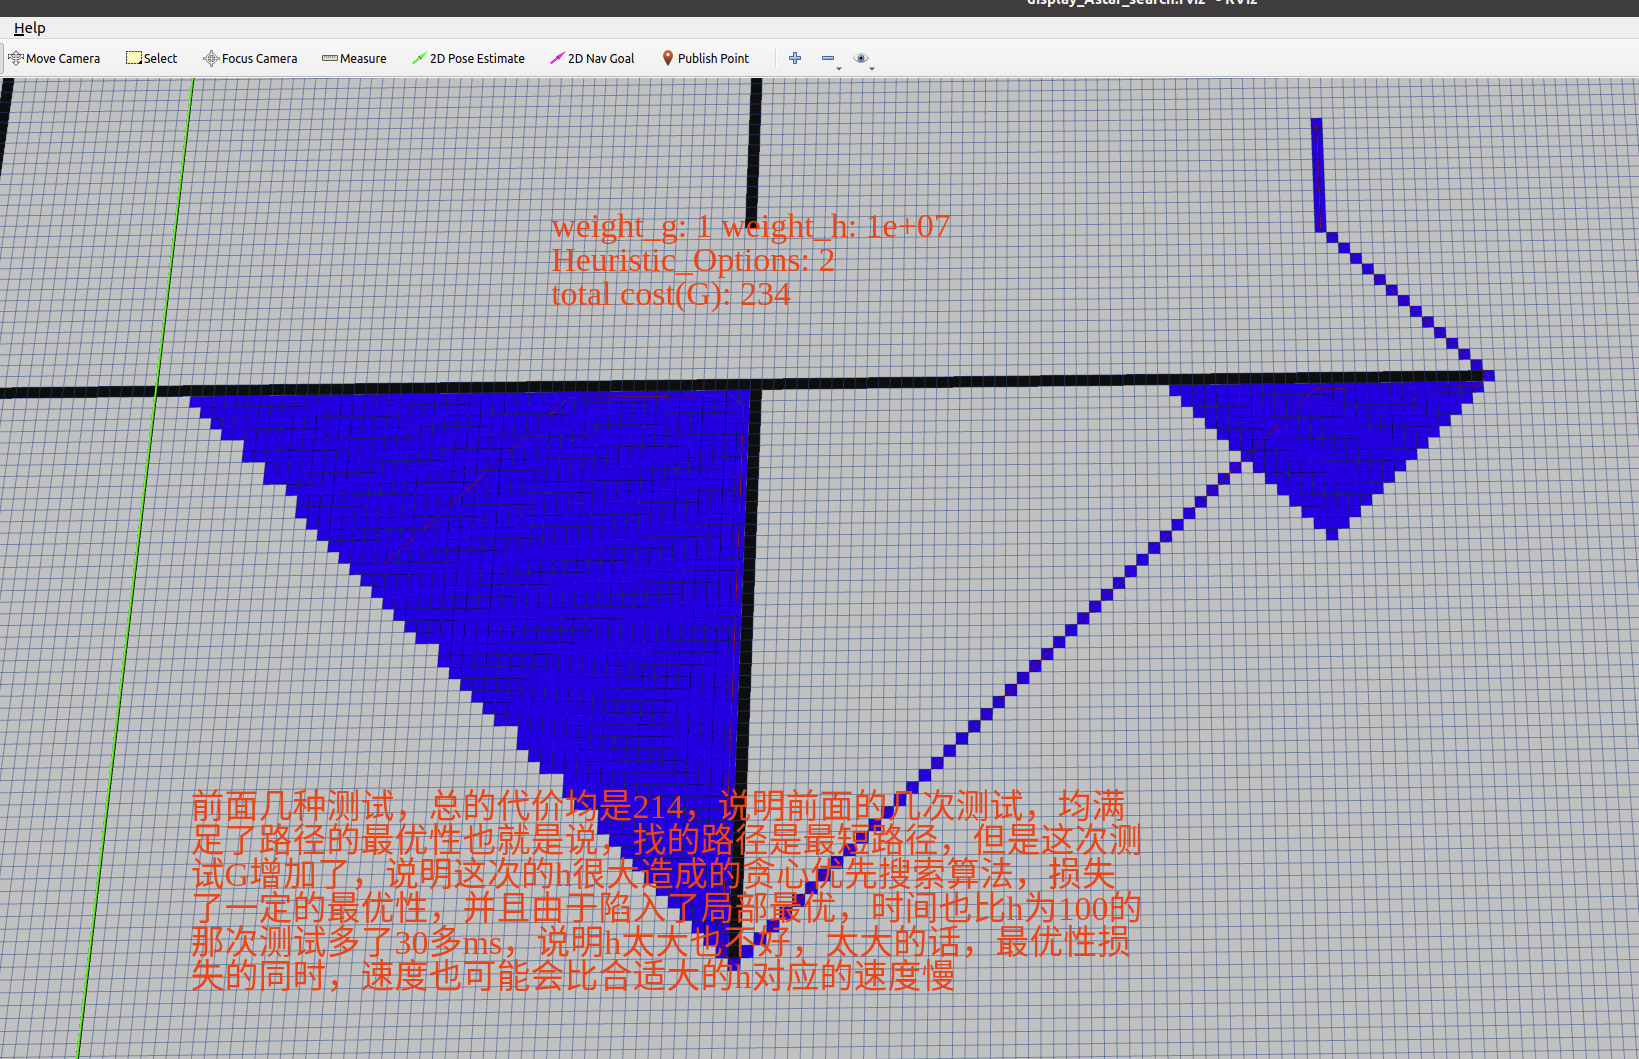 display_Astar_search.rviz* - RViz
Help
Move Camera Select Focus Camera Measure 2D Pose Estimate 2D Nav Goal Publish Point
weight_g: 1 weight_h: 1e+07
Heuristic_Options: 2
total cost(G): 234
前面几种测试，总的代价均是214，说明前面的几次测试，均满
足了路径的最优性也就是说，找的路径是最短路径，但是这次测
试G增加了，说明这次的h很大造成的贪心优先搜索算法，损失
了一定的最优性，并且由于陷入了局部最优，时间也比h为100的
那次测试多了30多ms，说明h太大也不好，太大的话，最优性损
失的同时，速度也可能会比合适大的h对应的速度慢